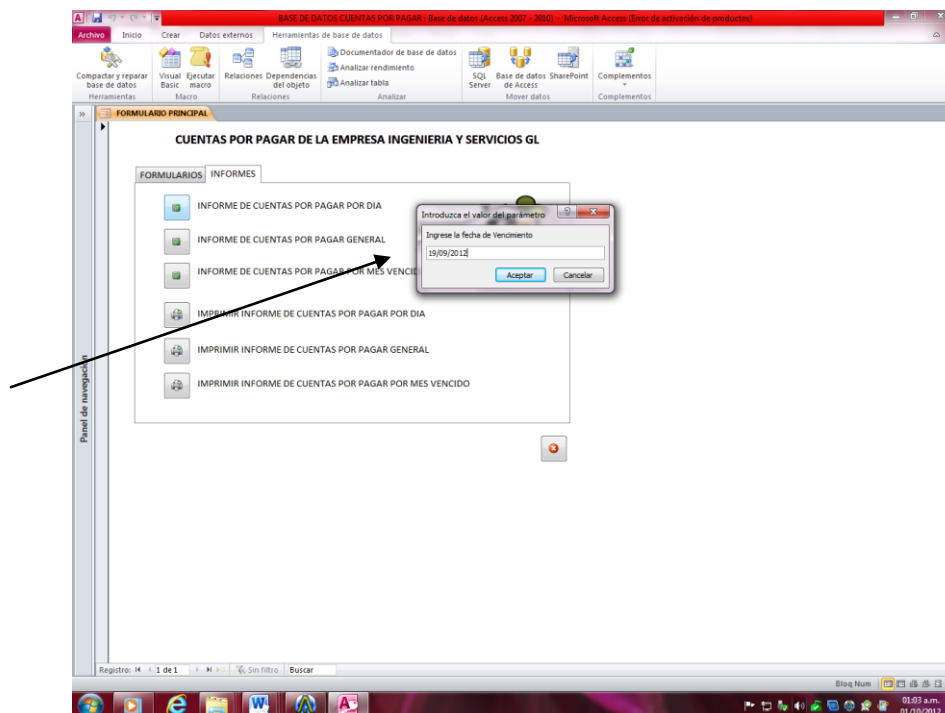 BASE DE DATOS CUENTAS POR PAGAR : Base de datos (Access 2007 - 2010) - Microsoft Access (Error de activación de productos)
Archivo Inicio Crear Datos externos Herramientas de base de datos
Compactar y reparar base de datos
Visual Basic
Ejecutar macro
Relaciones
Dependencias del objeto
Documentador de base de datos
Analizar rendimiento
Analizar tabla
SQL Server
Base de datos de Access
SharePoint
Complementos
Herramientas Macro Relaciones Analizar Mover datos Complementos
FORMULARIO PRINCIPAL
CUENTAS POR PAGAR DE LA EMPRESA INGENIERIA Y SERVICIOS GL
FORMULARIOS INFORMES
INFORME DE CUENTAS POR PAGAR POR DIA
INFORME DE CUENTAS POR PAGAR GENERAL
INFORME DE CUENTAS POR PAGAR POR MES VENCID
IMPRIMIR INFORME DE CUENTAS POR PAGAR POR DIA
IMPRIMIR INFORME DE CUENTAS POR PAGAR GENERAL
IMPRIMIR INFORME DE CUENTAS POR PAGAR POR MES VENCIDO
Introduzca el valor del parámetro
Ingrese la fecha de Vencimiento
19/09/2012
Aceptar Cancelar
Panel de navegación
Registro: 1 de 1 Sin filtro Buscar
Bloq Num
01:03 a.m.
01/10/2012